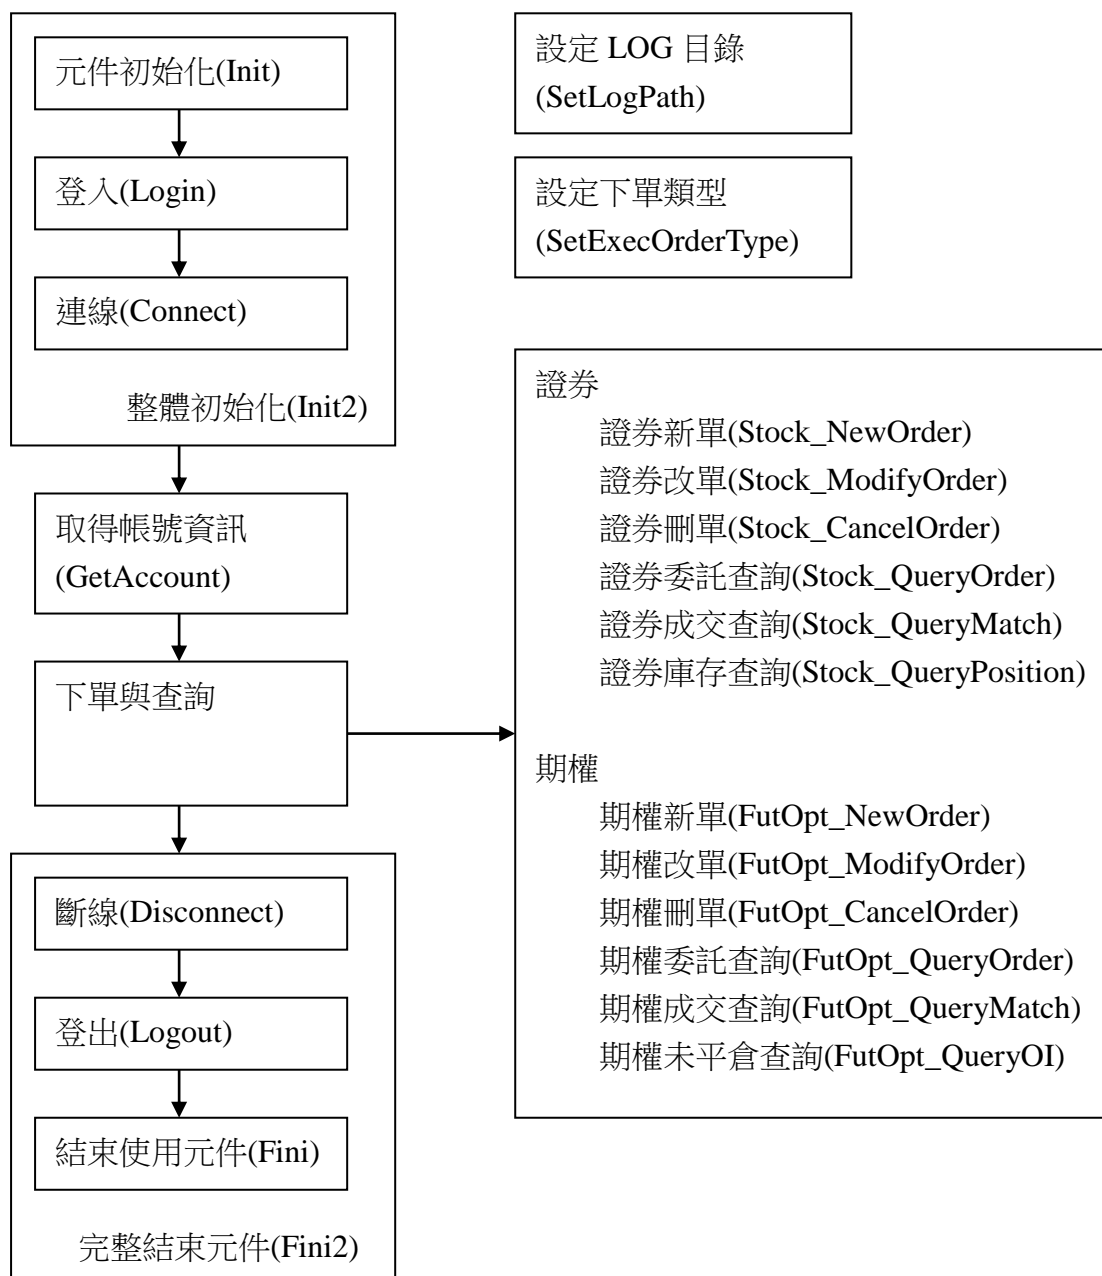 元件初始化(Init)
登入(Login)
連線(Connect)
整體初始化(Init2)
取得帳號資訊
(GetAccount)
下單與查詢
斷線(Disconnect)
登出(Logout)
結束使用元件(Fini)
完整結束元件(Fini2)
設定 LOG 目錄
(SetLogPath)
設定下單類型
(SetExecOrderType)
證券
證券新單(Stock_NewOrder)
證券改單(Stock_ModifyOrder)
證券刪單(Stock_CancelOrder)
證券委託查詢(Stock_QueryOrder)
證券成交查詢(Stock_QueryMatch)
證券庫存查詢(Stock_QueryPosition)
期權
期權新單(FutOpt_NewOrder)
期權改單(FutOpt_ModifyOrder)
期權刪單(FutOpt_CancelOrder)
期權委託查詢(FutOpt_QueryOrder)
期權成交查詢(FutOpt_QueryMatch)
期權未平倉查詢(FutOpt_QueryOI)